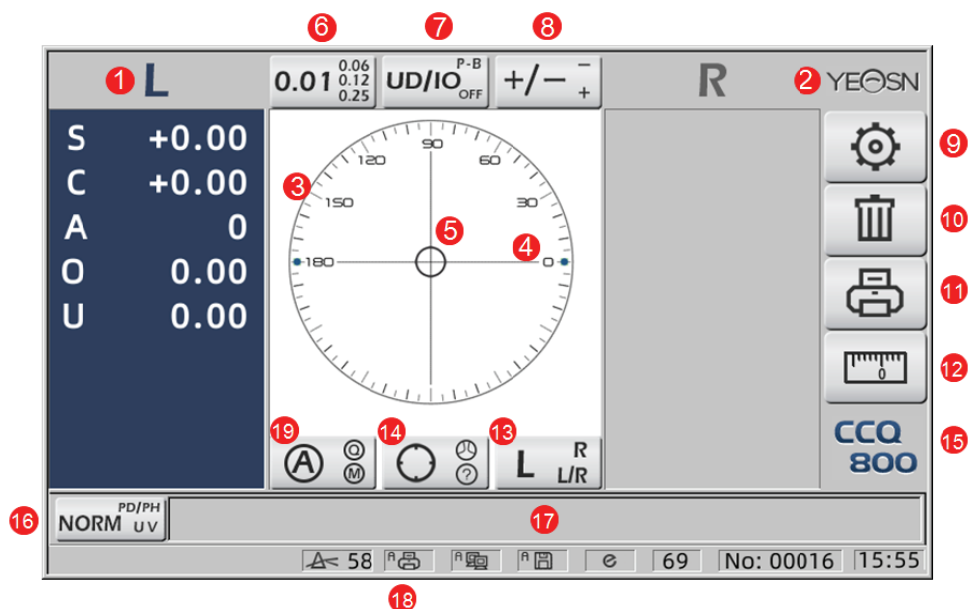 6 7 8
1 L
0.01 0.06 0.12 0.25
UD/IO P-B OFF
+/- - +
R
2 YEOSN
S +0.00
C +0.00
A 0
O 0.00
U 0.00
90
120 60
3 150 30
5 4
180 0
9
10
11
12 0
19 A Q M
14 ?
13 L R L/R
CCQ 800 15
16 NORM PD/PH UV
17
58 A A A e 69 No: 00016 15:55
18